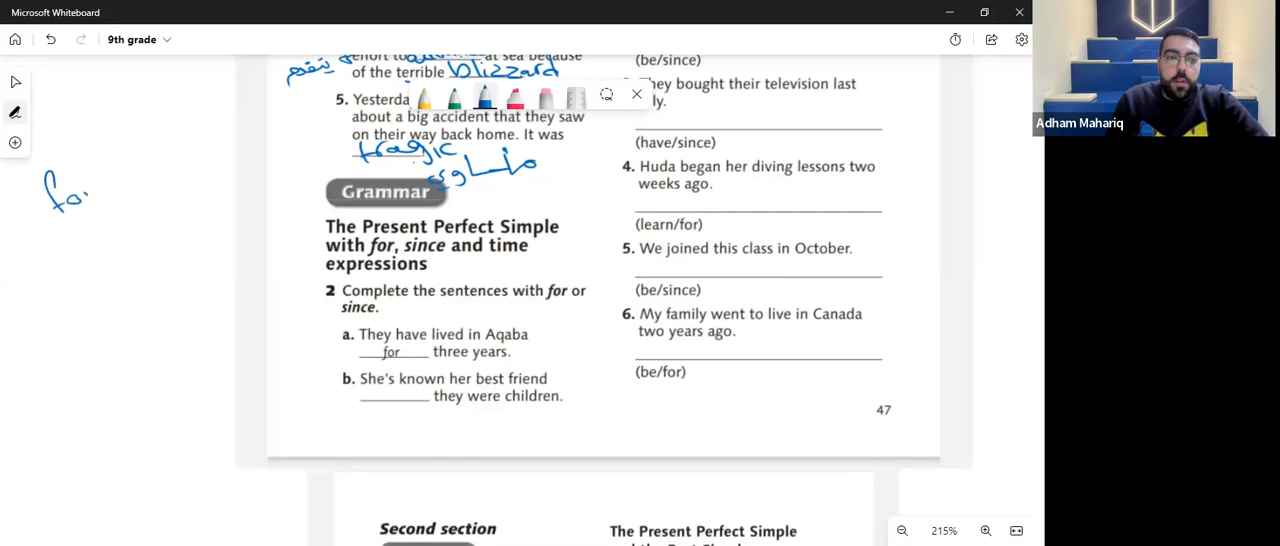 Microsoft Whiteboard
9th grade
effort to at sea because
of the terrible blizzard
5. Yesterda
about a big accident that they saw
on their way back home. It was
tragic
مأساوي
Grammar
The Present Perfect Simple
with for, since and time
expressions
2 Complete the sentences with for or
since.
a. They have lived in Aqaba
for three years.
b. She's known her best friend
they were children.
(be/since)
hey bought their television last
ly.
(have/since)
4. Huda began her diving lessons two
weeks ago.
(learn/for)
5. We joined this class in October.
(be/since)
6. My family went to live in Canada
two years ago.
(be/for)
47
Second section
The Present Perfect Simple
fo
Adham Mahariq
215%